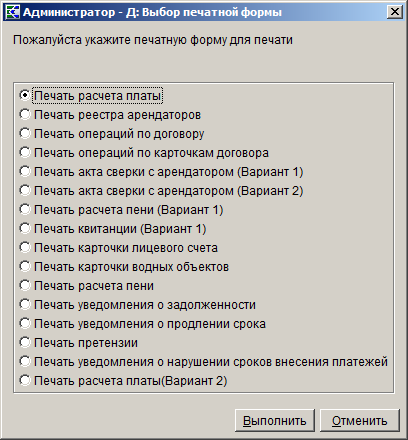 Администратор - Д: Выбор печатной формы
Пожалуйста укажите печатную форму для печати
Печать расчета платы
Печать реестра арендаторов
Печать операций по договору
Печать операций по карточкам договора
Печать акта сверки с арендатором (Вариант 1)
Печать акта сверки с арендатором (Вариант 2)
Печать расчета пени (Вариант 1)
Печать квитанции (Вариант 1)
Печать карточки лицевого счета
Печать карточки водных объектов
Печать расчета пени
Печать уведомления о задолженности
Печать уведомления о продлении срока
Печать претензии
Печать уведомления о нарушении сроков внесения платежей
Печать расчета платы(Вариант 2)
Выполнить Отменить